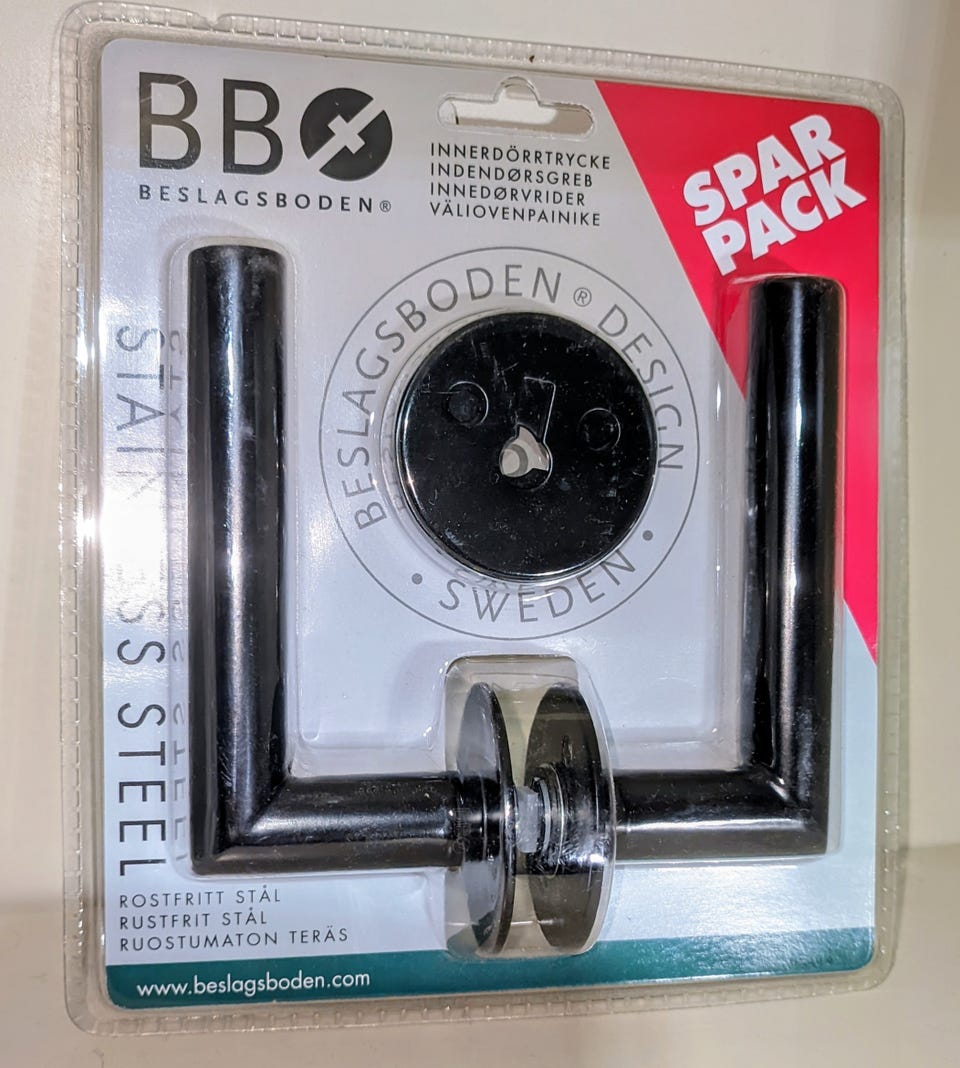 BB
BESLAGSBODEN®
INNERDÖRRTRYCKE
INDENDØRSGREB
INNEDØRVRIDER
VÄLIOVENPAINIKE
SPAR
PACK
BESLAGSBODEN® DESIGN
• SWEDEN •
STAINLESS STEEL
ROSTFRITT STÅL
RUSTFRIT STÅL
RUOSTUMATON TERÄS
www.beslagsboden.com